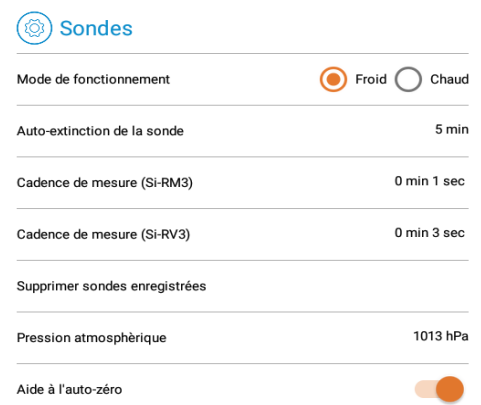 Sondes
Mode de fonctionnement Froid Chaud
Auto-extinction de la sonde 5 min
Cadence de mesure (Si-RM3) 0 min 1 sec
Cadence de mesure (Si-RV3) 0 min 3 sec
Supprimer sondes enregistrées
Pression atmosphèrique 1013 hPa
Aide à l'auto-zéro